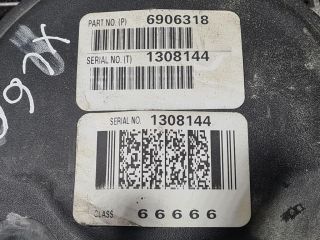 PART NO. (P) 6906318
SERIAL NO. (T) 1308144
SERIAL NO. 1308144
CLASS 66666